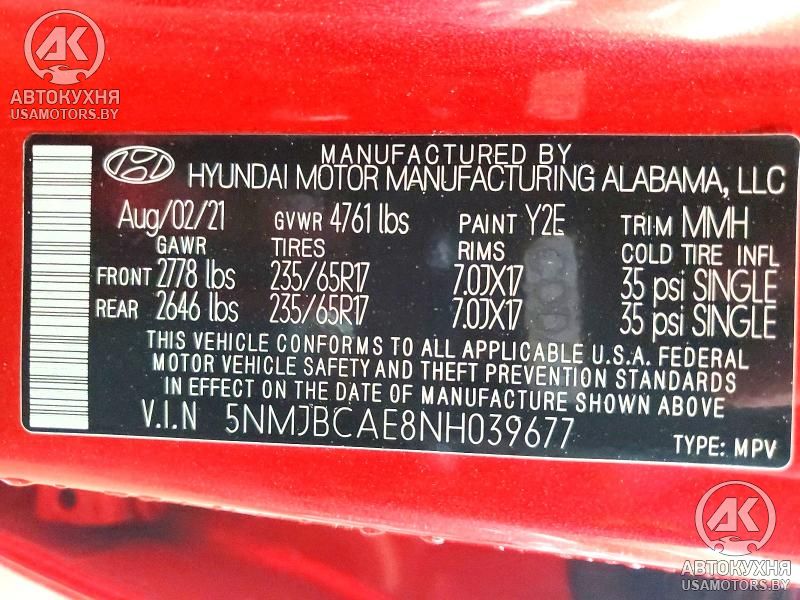 АК
АВТОКУХНЯ
USAMOTORS.BY
MANUFACTURED BY
HYUNDAI MOTOR MANUFACTURING ALABAMA, LLC
Aug/02/21 GVWR 4761 lbs PAINT Y2E TRIM MMH
GAWR TIRES RIMS COLD TIRE INFL
FRONT 2778 lbs 235/65R17 7.0JX17 35 psi SINGLE
REAR 2646 lbs 235/65R17 7.0JX17 35 psi SINGLE
THIS VEHICLE CONFORMS TO ALL APPLICABLE U.S.A. FEDERAL
MOTOR VEHICLE SAFETY AND THEFT PREVENTION STANDARDS
IN EFFECT ON THE DATE OF MANUFACTURE SHOWN ABOVE
V.I.N 5NMJBCAE8NH039677
TYPE: MPV
АК
АВТОКУХНЯ
USAMOTORS.BY